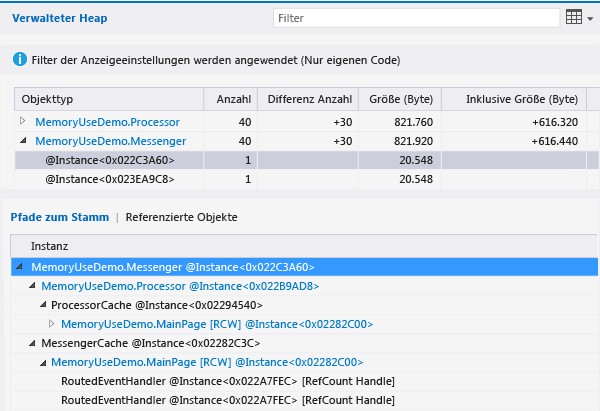 Verwalteter Heap Filter
Filter der Anzeigeeinstellungen werden angewendet (Nur eigenen Code)
Objekttyp Anzahl Differenz Anzahl Größe (Byte) Inklusive Größe (Byte)
MemoryUseDemo.Processor 40 +30 821.760 +616.320
MemoryUseDemo.Messenger 40 +30 821.920 +616.440
@Instance<0x022C3A60> 1 20.548
@Instance<0x023EA9C8> 1 20.548
Pfade zum Stamm | Referenzierte Objekte
Instanz
MemoryUseDemo.Messenger @Instance<0x022C3A60>
MemoryUseDemo.Processor @Instance<0x022B9AD8>
ProcessorCache @Instance<0x02294540>
MemoryUseDemo.MainPage [RCW] @Instance<0x02282C00>
MessengerCache @Instance<0x02282C3C>
MemoryUseDemo.MainPage [RCW] @Instance<0x02282C00>
RoutedEventHandler @Instance<0x022A7FEC> [RefCount Handle]
RoutedEventHandler @Instance<0x022A7FEC> [RefCount Handle]